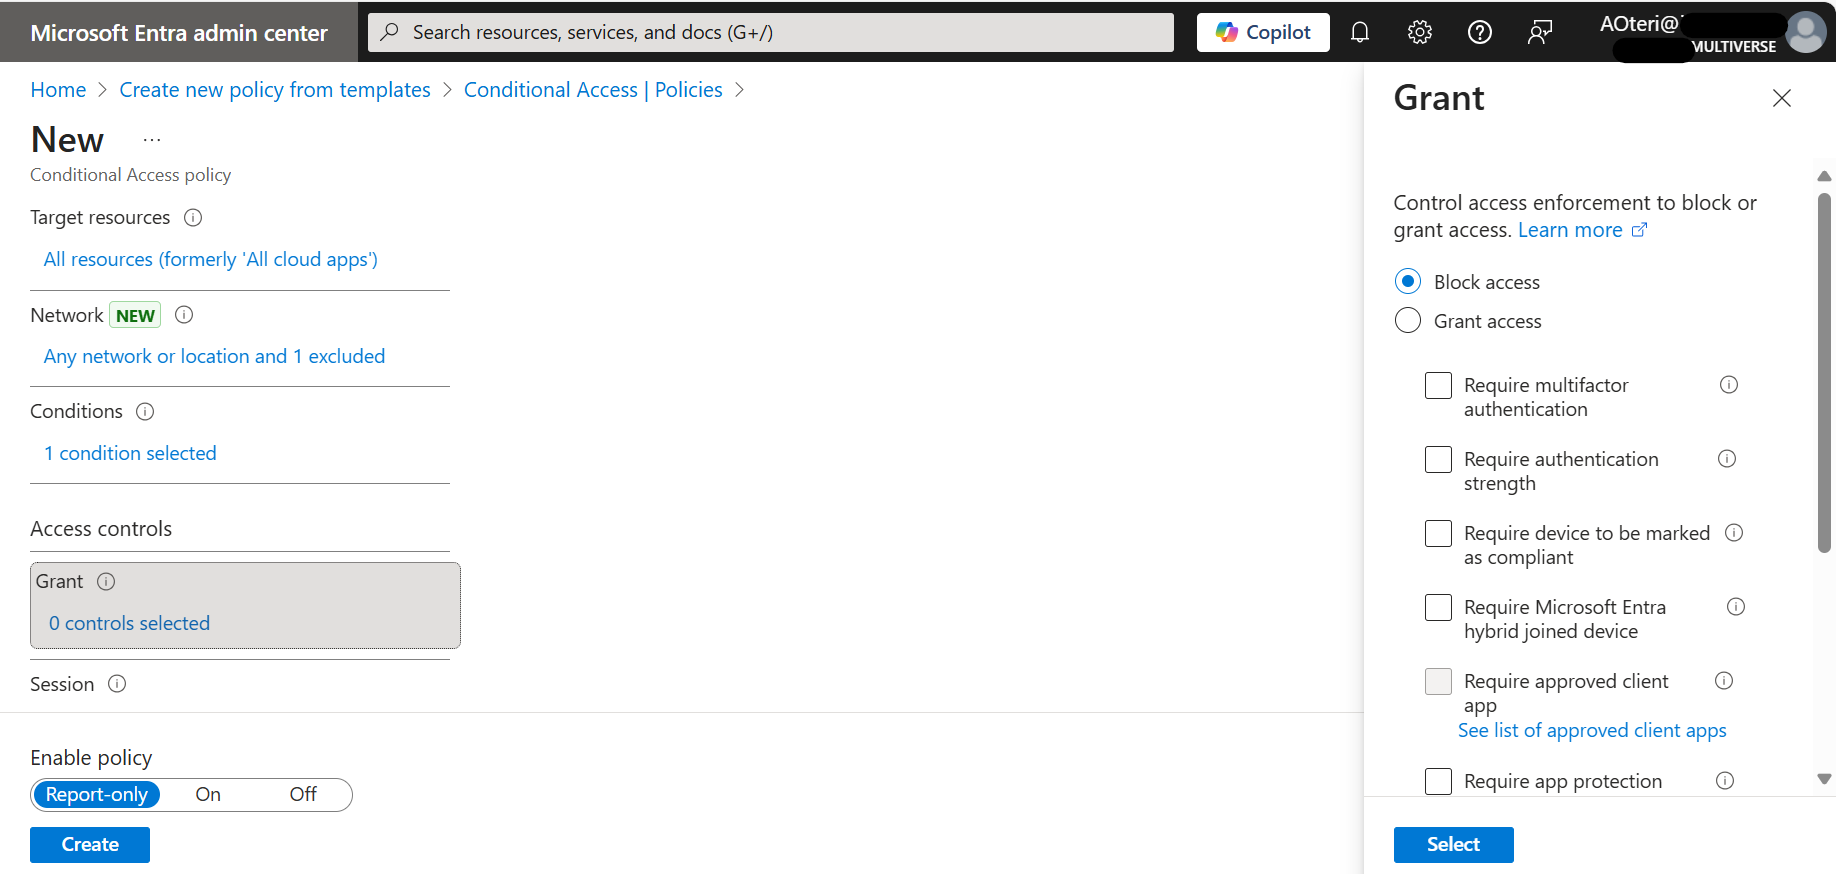 Microsoft Entra admin center
Search resources, services, and docs (G+/)
Copilot
AOteri@
MULTIVERSE
Home > Create new policy from templates > Conditional Access | Policies >
New ...
Conditional Access policy
Target resources
All resources (formerly 'All cloud apps')
Network NEW
Any network or location and 1 excluded
Conditions
1 condition selected
Access controls
Grant
0 controls selected
Session
Enable policy
Report-only On Off
Create
Grant
Control access enforcement to block or
grant access. Learn more
Block access
Grant access
Require multifactor
authentication
Require authentication
strength
Require device to be marked
as compliant
Require Microsoft Entra
hybrid joined device
Require approved client
app
See list of approved client apps
Require app protection
Select